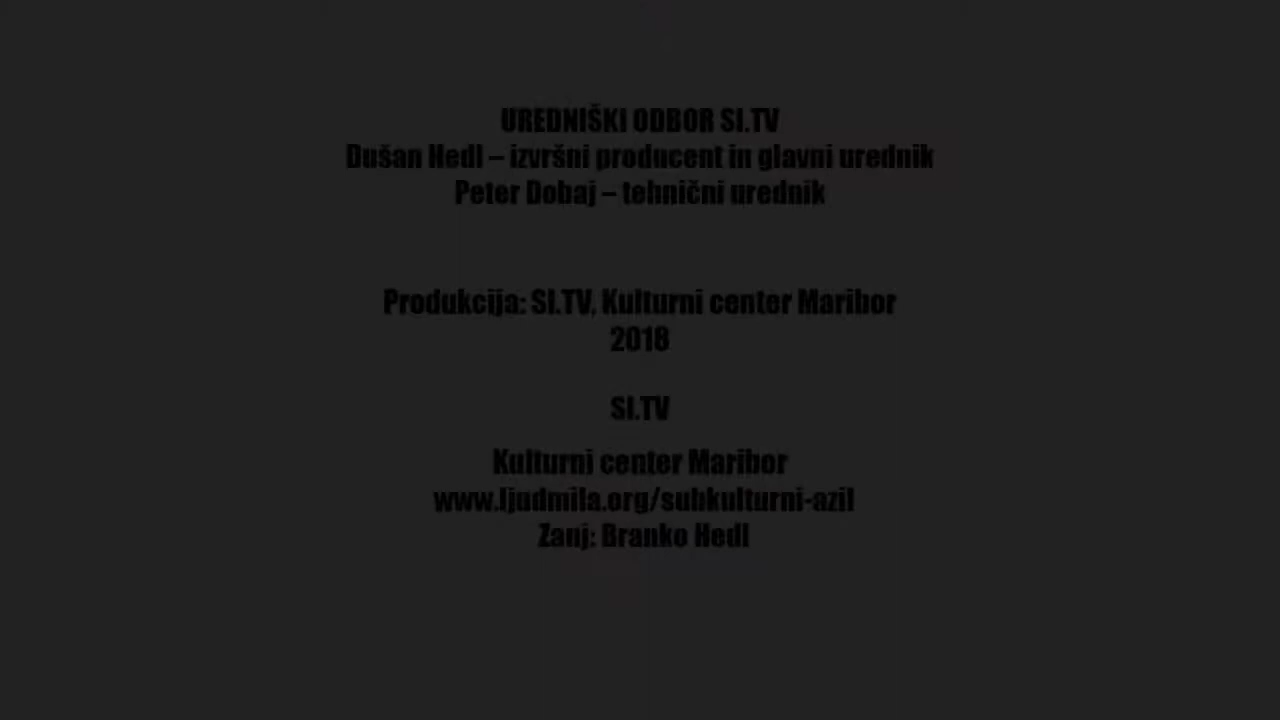 UREDNIŠKI ODBOR SI.TV
Dušan Hedl – izvršni producent in glavni urednik
Peter Dobaj – tehnični urednik
Produkcija: SI.TV, Kulturni center Maribor
2018
SI.TV
Kulturni center Maribor
www.ljudmila.org/subkulturni-azil
Zanj: Branko Hedl